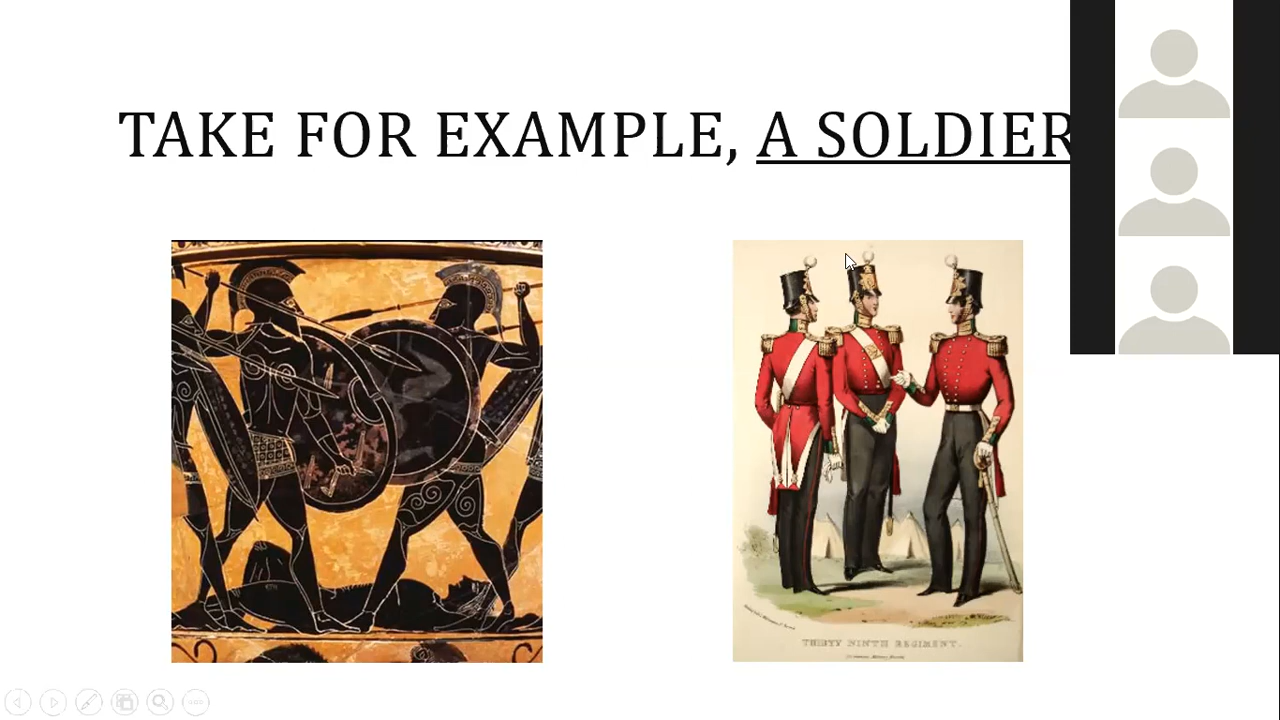 TAKE FOR EXAMPLE, A SOLDIER
THIRTY NINTH REGIMENT.